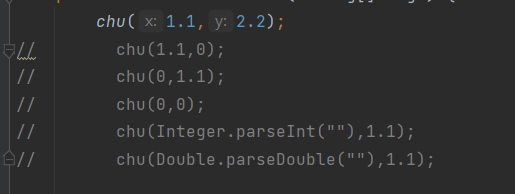 chu( x: 1.1, y: 2.2);
// chu(1.1,0);
// chu(0,1.1);
// chu(0,0);
// chu(Integer.parseInt(""),1.1);
// chu(Double.parseDouble(""),1.1);